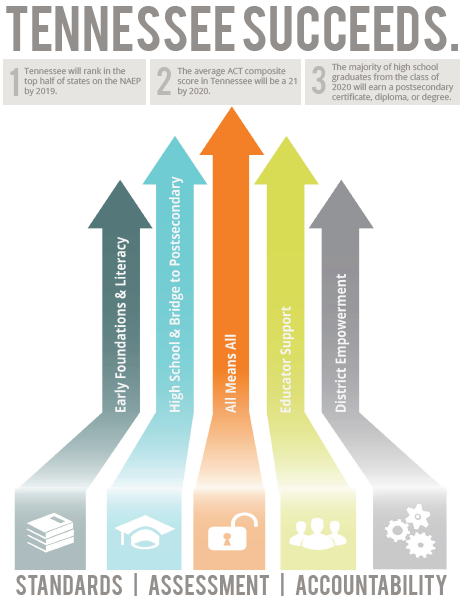 TENNESSEE SUCCEEDS.
1 Tennessee will rank in the
top half of states on the NAEP
by 2019.
2 The average ACT composite
score in Tennessee will be a 21
by 2020.
3 The majority of high school
graduates from the class of
2020 will earn a postsecondary
certificate, diploma, or degree.
Early Foundations & Literacy
High School & Bridge to Postsecondary
All Means All
Educator Support
District Empowerment
STANDARDS | ASSESSMENT | ACCOUNTABILITY